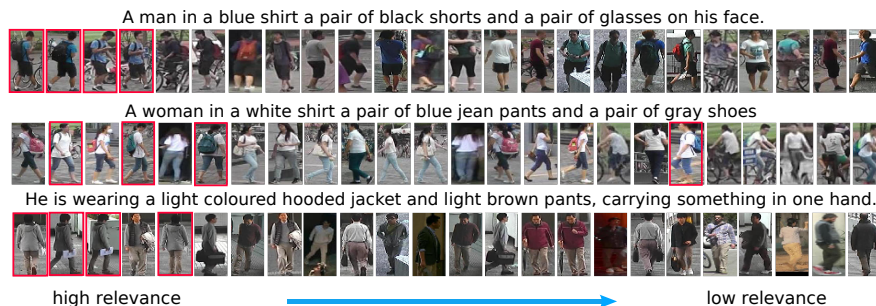 A man in a blue shirt a pair of black shorts and a pair of glasses on his face.
A woman in a white shirt a pair of blue jean pants and a pair of gray shoes
He is wearing a light coloured hooded jacket and light brown pants, carrying something in one hand.
high relevance low relevance